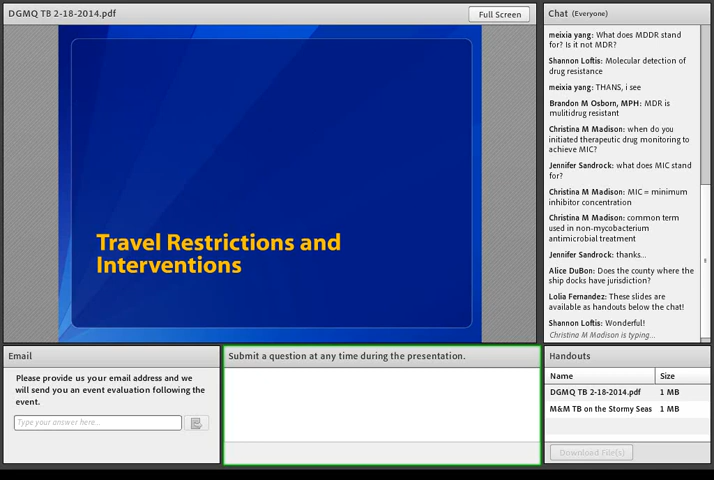 DGMQ TB 2-18-2014.pdf
Full Screen
Travel Restrictions and
Interventions
Chat (Everyone)
meixia yang: What does MDDR stand
for? Is it not MDR?
Shannon Loftis: Molecular detection of
drug resistance
meixia yang: THANS, i see
Brandon M Osborn, MPH: MDR is
mulitidrug resistant
Christina M Madison: when do you
initiated therapeutic drug monitoring to
achieve MIC?
Jennifer Sandrock: what does MIC stand
for?
Christina M Madison: MIC = minimum
inhibitor concentration
Christina M Madison: common term
used in non-mycobacterium
antimicrobial treatment
Jennifer Sandrock: thanks...
Alice DuBon: Does the county where the
ship docks have jurisdiction?
Lolia Fernandez: These slides are
available as handouts below the chat!
Shannon Loftis: Wonderful!
Christina M Madison is typing...
Email
Please provide us your email address and we
will send you an event evaluation following the
event.
Type your answer here...
Submit a question at any time during the presentation.
Handouts
Name Size
DGMQ TB 2-18-2014.pdf 1 MB
M&M TB on the Stormy Seas 1 MB
Download File(s)